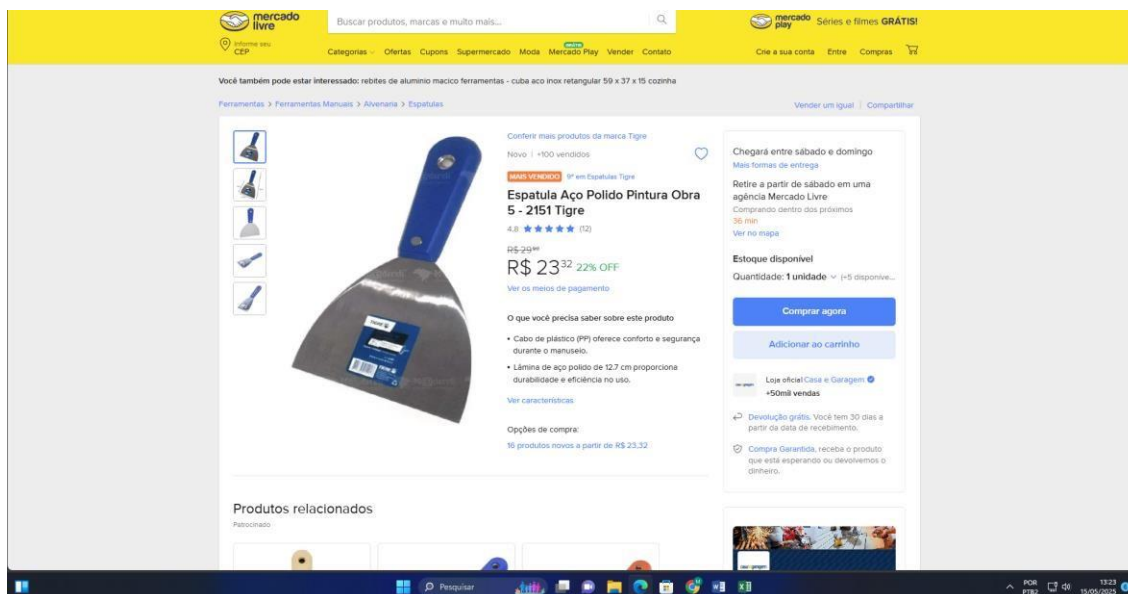 mercado
livre
Buscar produtos, marcas e muito mais...
mercado
play
Séries e filmes GRÁTIS!
Informe seu
CEP
Categorias
Ofertas
Cupons
Supermercado
Moda
Mercado Play
GRÁTIS
Vender
Contato
Crie a sua conta
Entre
Compras
Você também pode estar interessado: rebites de aluminio macico ferramentas - cuba aco inox retangular 59 x 37 x 15 cozinha
Ferramentas > Ferramentas Manuais > Alvenaria > Espatulas
Vender um igual | Compartilhar
Conferir mais produtos da marca Tigre
Novo | +100 vendidos
MAIS VENDIDO 9º em Espatulas Tigre
Espatula Aço Polido Pintura Obra
5 - 2151 Tigre
4.8 (12)
R$ 29
R$ 23 32 22% OFF
Ver os meios de pagamento
O que você precisa saber sobre este produto
• Cabo de plástico (PP) oferece conforto e segurança
durante o manuseio.
• Lâmina de aço polido de 12.7 cm proporciona
durabilidade e eficiência no uso.
Ver características
Opções de compra:
16 produtos novos a partir de R$ 23,32
Chegará entre sábado e domingo
Mais formas de entrega
Retire a partir de sábado em uma
agência Mercado Livre
Comprando dentro dos próximos
36 min
Ver no mapa
Estoque disponível
Quantidade: 1 unidade (+5 disponíve...
Comprar agora
Adicionar ao carrinho
Loja oficial Casa e Garagem
+50mil vendas
Devolução grátis. Você tem 30 dias a
partir da data de recebimento.
Compra Garantida, receba o produto
que está esperando ou devolvemos o
dinheiro.
TIGRE
Produtos relacionados
Patrocinado
Pesquisar
POR
PTB2
13:23
15/05/2025